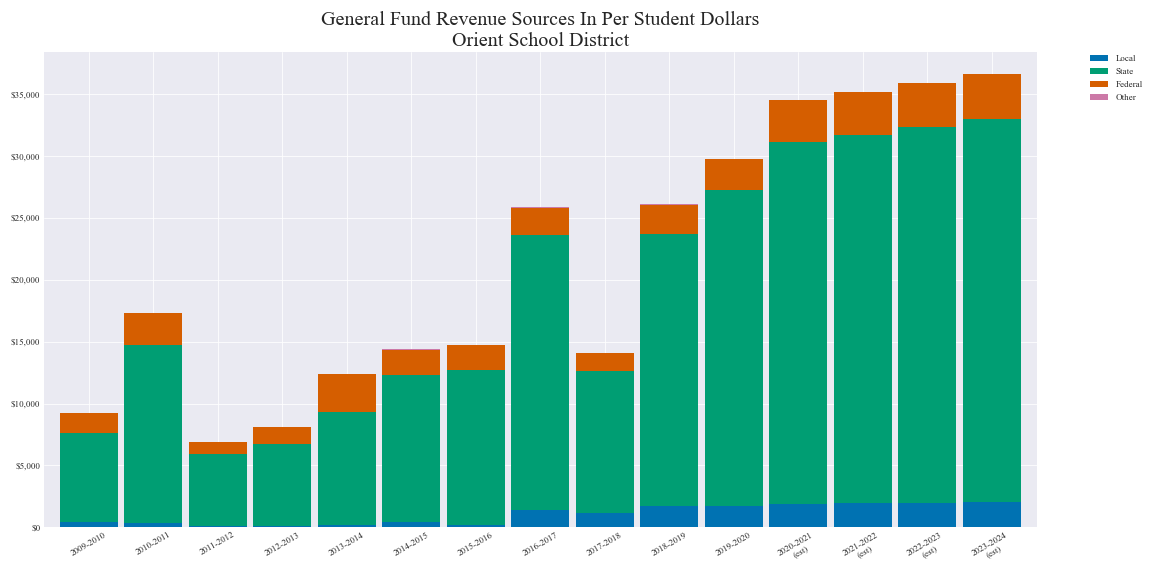 General Fund Revenue Sources In Per Student Dollars
Orient School District
Local
State
Federal
Other
$35,000
$30,000
$25,000
$20,000
$15,000
$10,000
$5,000
$0
2009-2010
2010-2011
2011-2012
2012-2013
2013-2014
2014-2015
2015-2016
2016-2017
2017-2018
2018-2019
2019-2020
2020-2021
(est)
2021-2022
(est)
2022-2023
(est)
2023-2024
(est)